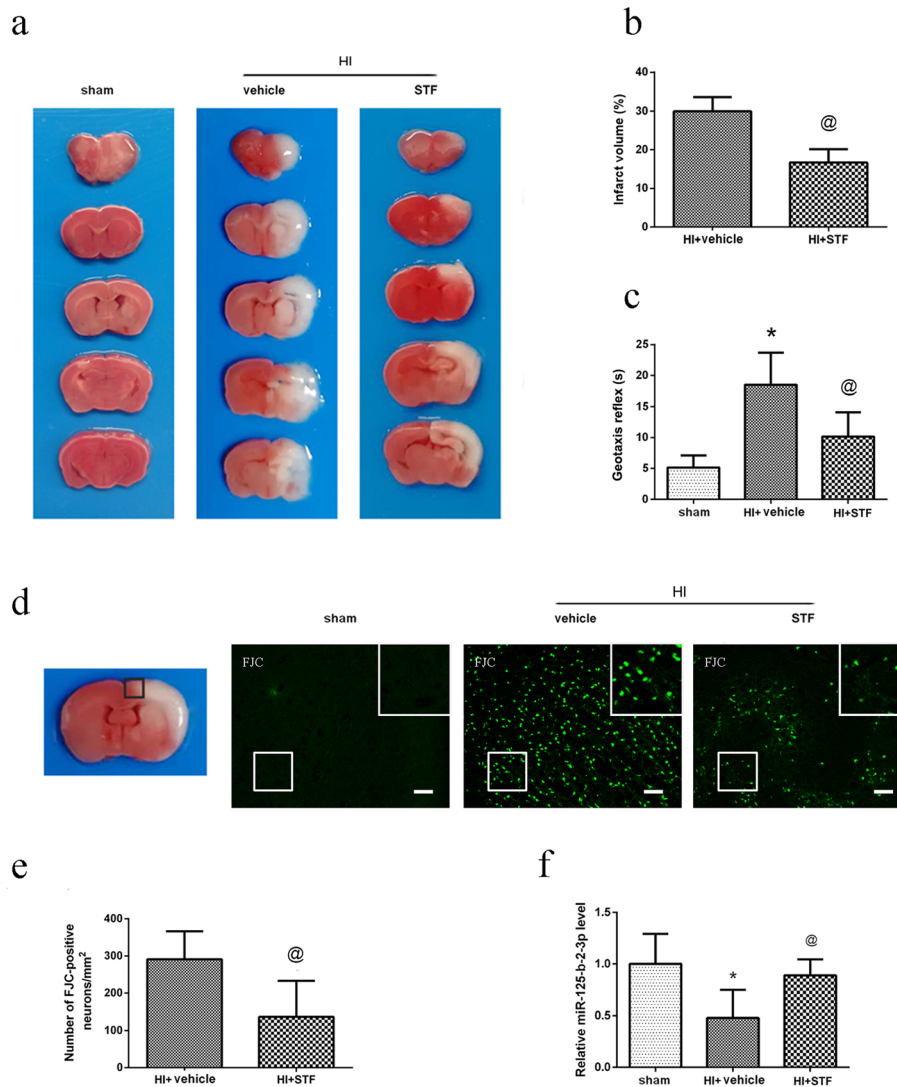 a
HI
sham
vehicle
STF
b
Infarct volume (%)
40
30
20
10
0
@
HI+vehicle
HI+STF
c
Geotaxis reflex (s)
25
20
15
10
5
0
*
@
sham
HI+vehicle
HI+STF
d
HI
sham
vehicle
STF
FJC
FJC
FJC
e
Number of FJC-positive
neurons/mm²
400
300
200
100
0
@
HI+vehicle
HI+STF
f
Relative miR-125-b-2-3p level
1.5
1.0
0.5
0.0
*
@
sham
HI+vehicle
HI+STF